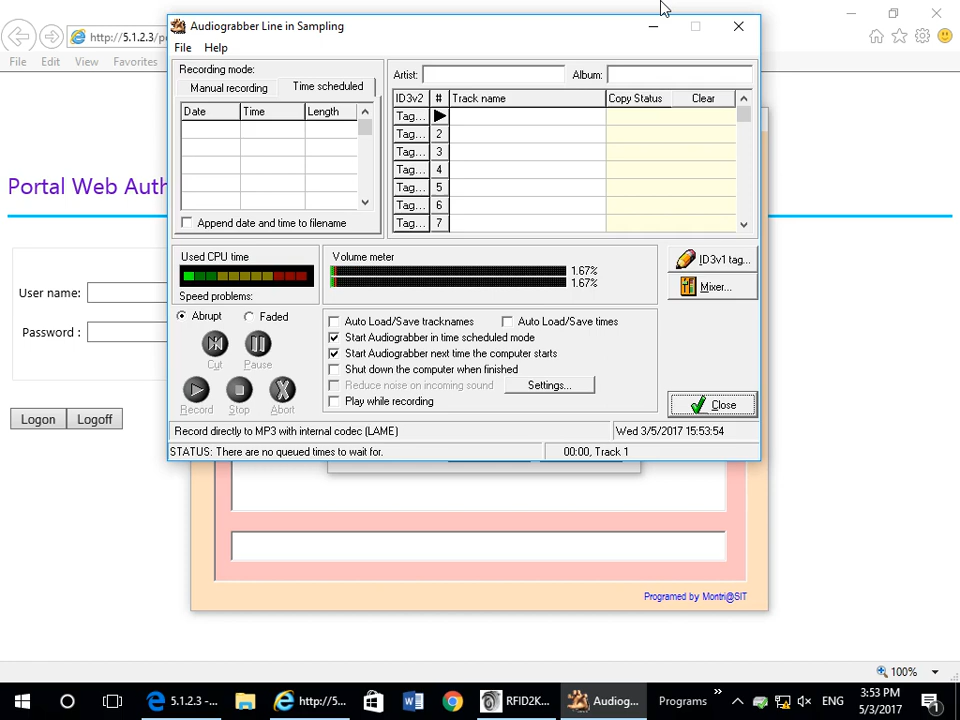 Audiograbber Line in Sampling
http://5.1.2.3/po
File Help
File Edit View Favorites
Recording mode:
Manual recording Time scheduled
Date Time Length
Append date and time to filename
Artist: Album:
ID3v2 # Track name Copy Status Clear
Tag...
Tag... 2
Tag... 3
Tag... 4
Tag... 5
Tag... 6
Tag... 7
Portal Web Auth
User name:
Password :
Logon Logoff
Used CPU time
Speed problems:
Volume meter
1.67%
1.67%
ID3v1 tag...
Mixer...
Abrupt Faded
Cut Pause
Record Stop Abort
Auto Load/Save tracknames Auto Load/Save times
Start Audiograbber in time scheduled mode
Start Audiograbber next time the computer starts
Shut down the computer when finished
Reduce noise on incoming sound Settings...
Play while recording
Close
Record directly to MP3 with internal codec (LAME) Wed 3/5/2017 15:53:54
STATUS: There are no queued times to wait for. 00:00, Track 1
Programed by Montri@SIT
100%
5.1.2.3 -... http://5... RFID2K... Audiog... Programs ENG 3:53 PM
5/3/2017
1